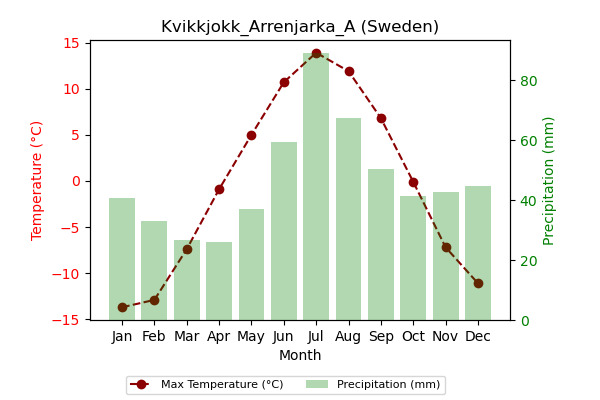 Kvikkjokk_Arrenjarka_A (Sweden)
15
10
5
0
−5
−10
−15
Temperature (°C)
80
60
40
20
0
Precipitation (mm)
Jan Feb Mar Apr May Jun Jul Aug Sep Oct Nov Dec
Month
Max Temperature (°C) Precipitation (mm)